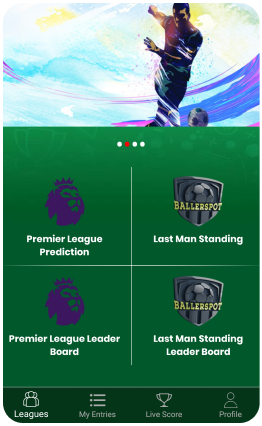 Premier League
Prediction
BALLERSPOT
Last Man Standing
Premier League Leader
Board
BALLERSPOT
Last Man Standing
Leader Board
Leagues
My Entries
Live Score
Profile